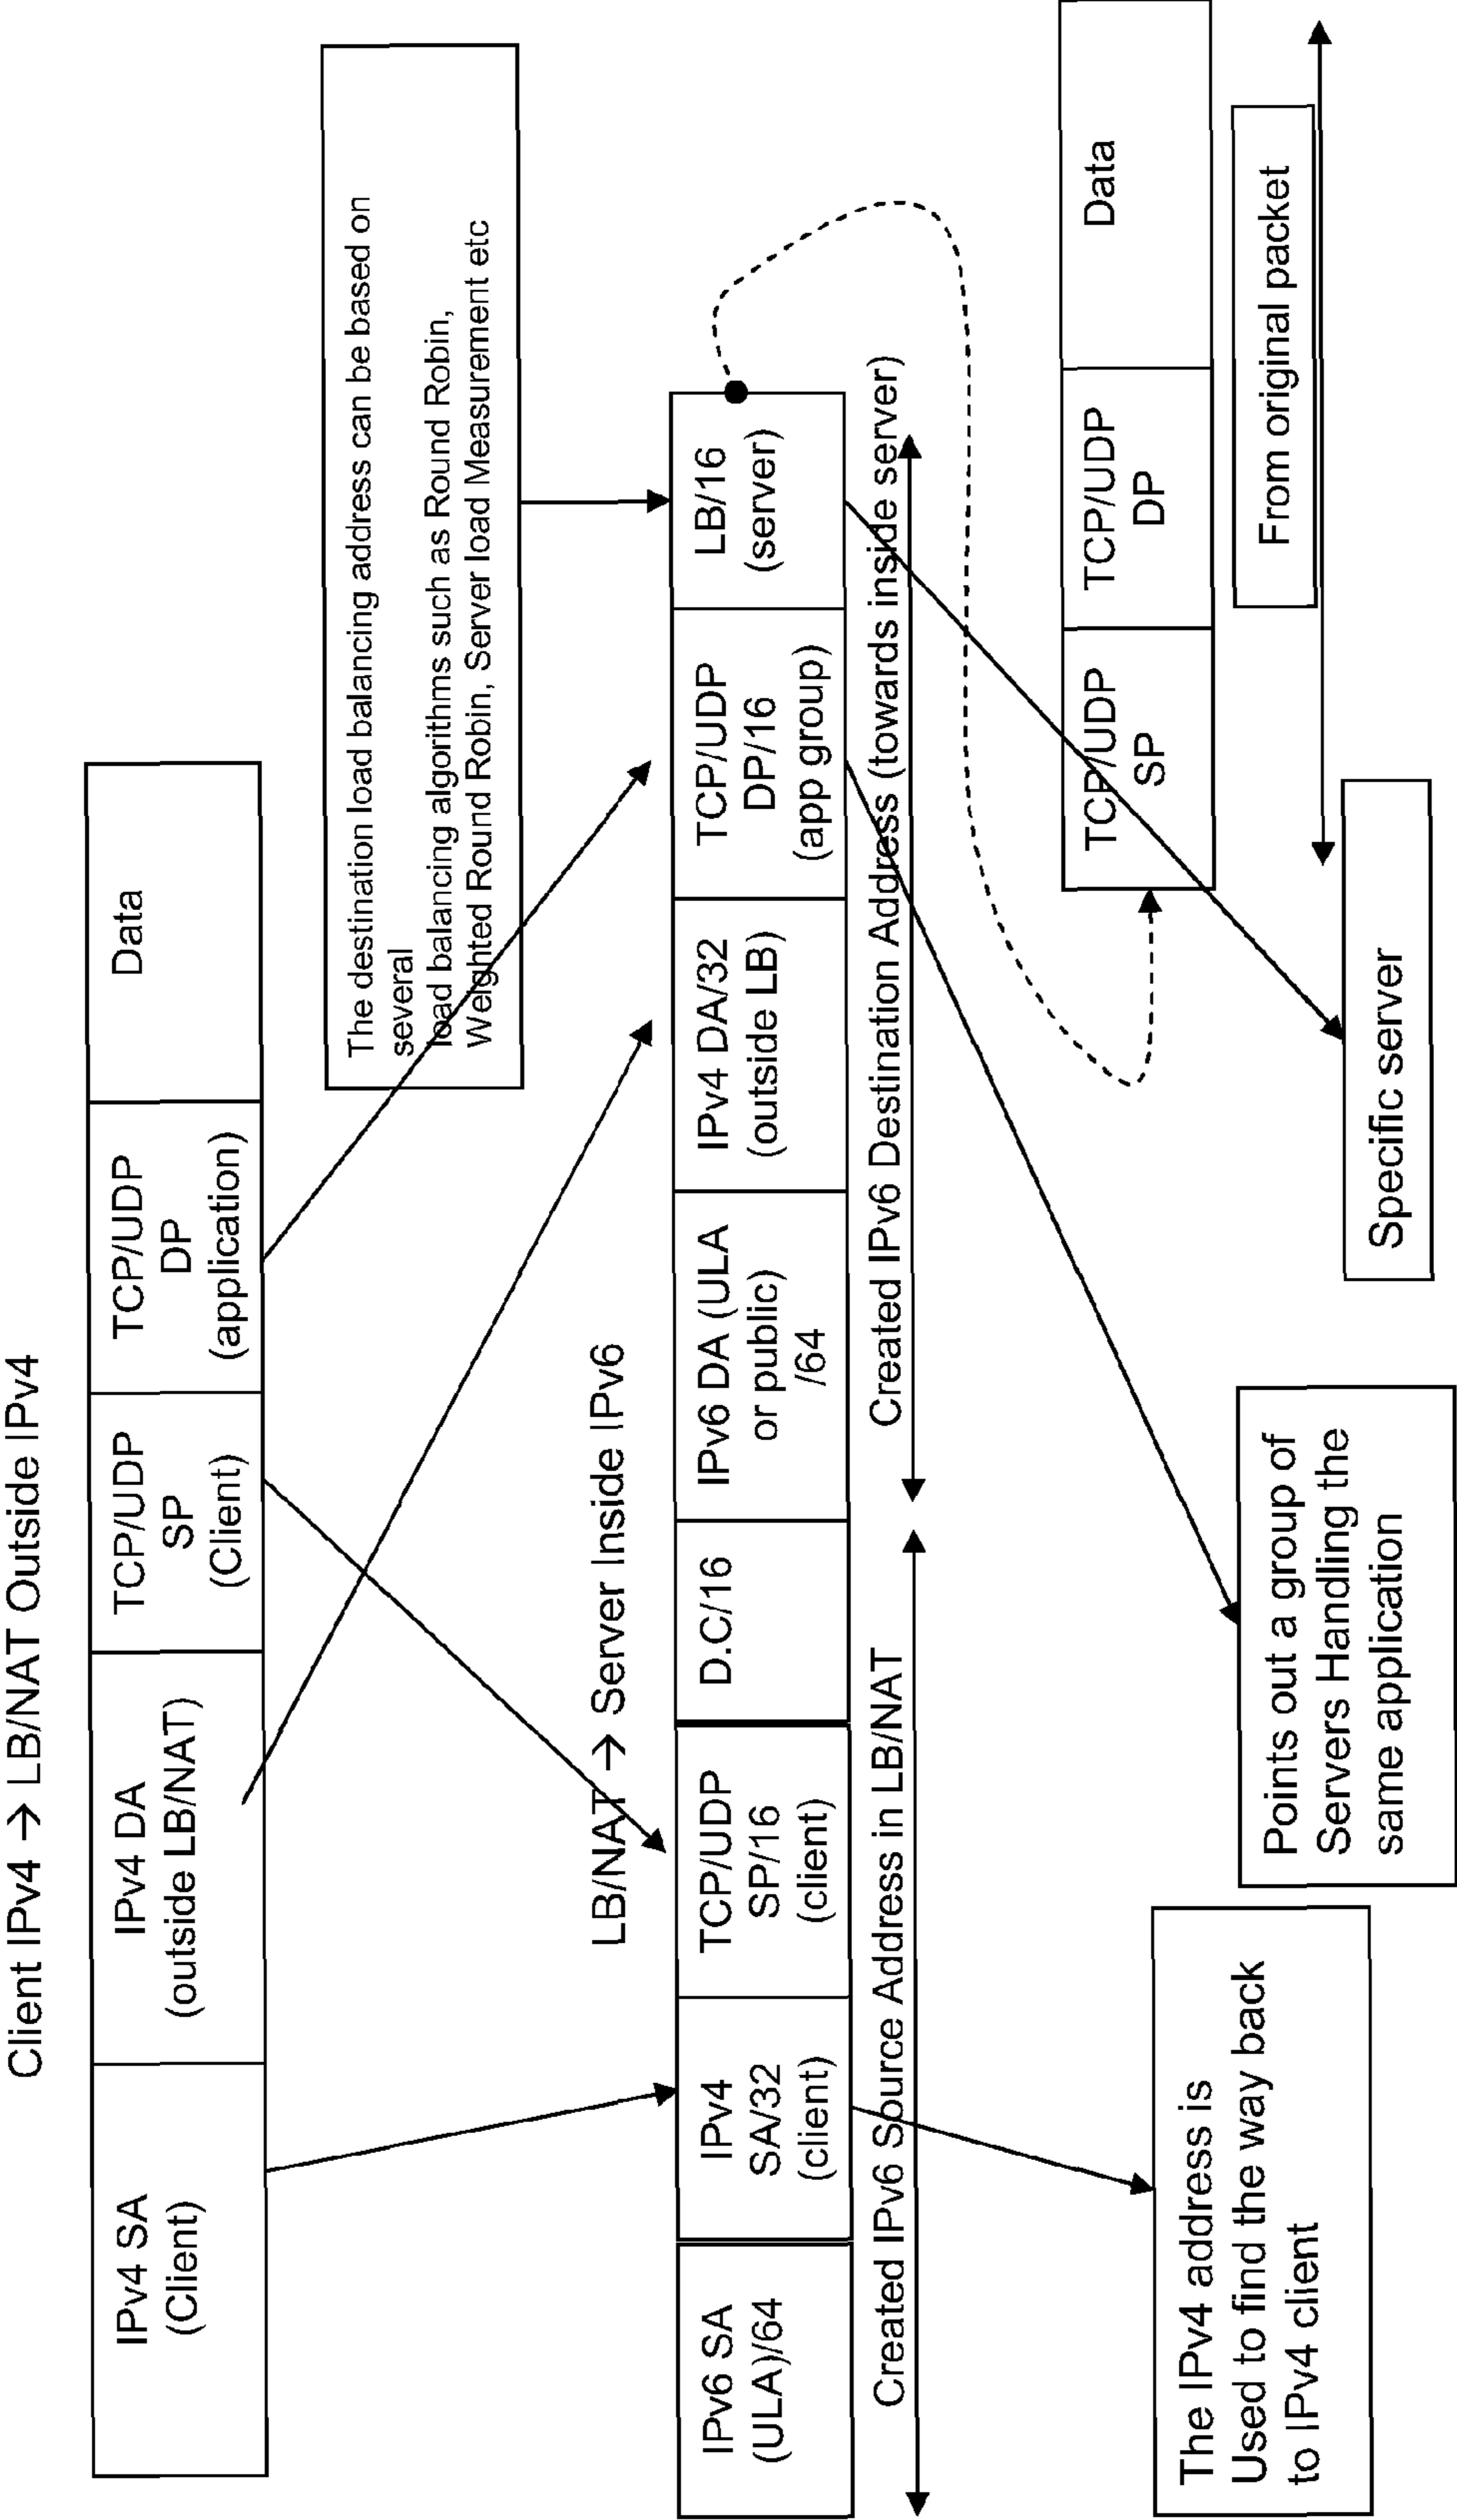 Client IPv4 → LB/NAT Outside IPv4
IPv4 SA
(Client)
IPv4 DA
(outside LB/NAT)
TCP/UDP
SP
(Client)
TCP/UDP
DP
(application)
Data
The destination load balancing address can be based on
several
load balancing algorithms such as Round Robin,
Weighted Round Robin, Server load Measurement etc
LB/NAT → Server Inside IPv6
IPv6 SA
(ULA)/64
IPv4
SA/32
(client)
TCP/UDP
SP/16
(client)
D.C/16
IPv6 DA (ULA
or public)
/64
IPv4 DA/32
(outside LB)
TCP/UDP
DP/16
(app group)
LB/16
(server)
Created IPv6 Source Address in LB/NAT
Created IPv6 Destination Address (towards inside server)
TCP/UDP
SP
TCP/UDP
DP
Data
From original packet
The IPv4 address is
Used to find the way back
to IPv4 client
Points out a group of
Servers Handling the
same application
Specific server